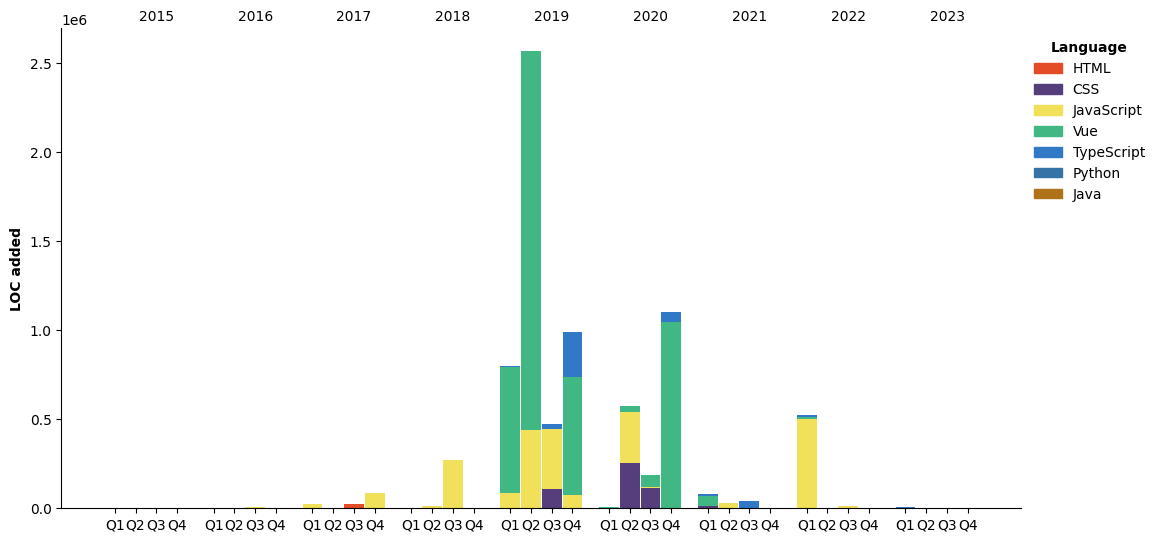 2015 2016 2017 2018 2019 2020 2021 2022 2023
1e6
Language
HTML
CSS
JavaScript
Vue
TypeScript
Python
Java
2.5
2.0
1.5
1.0
0.5
0.0
LOC added
Q1 Q2 Q3 Q4 Q1 Q2 Q3 Q4 Q1 Q2 Q3 Q4 Q1 Q2 Q3 Q4 Q1 Q2 Q3 Q4 Q1 Q2 Q3 Q4 Q1 Q2 Q3 Q4 Q1 Q2 Q3 Q4 Q1 Q2 Q3 Q4